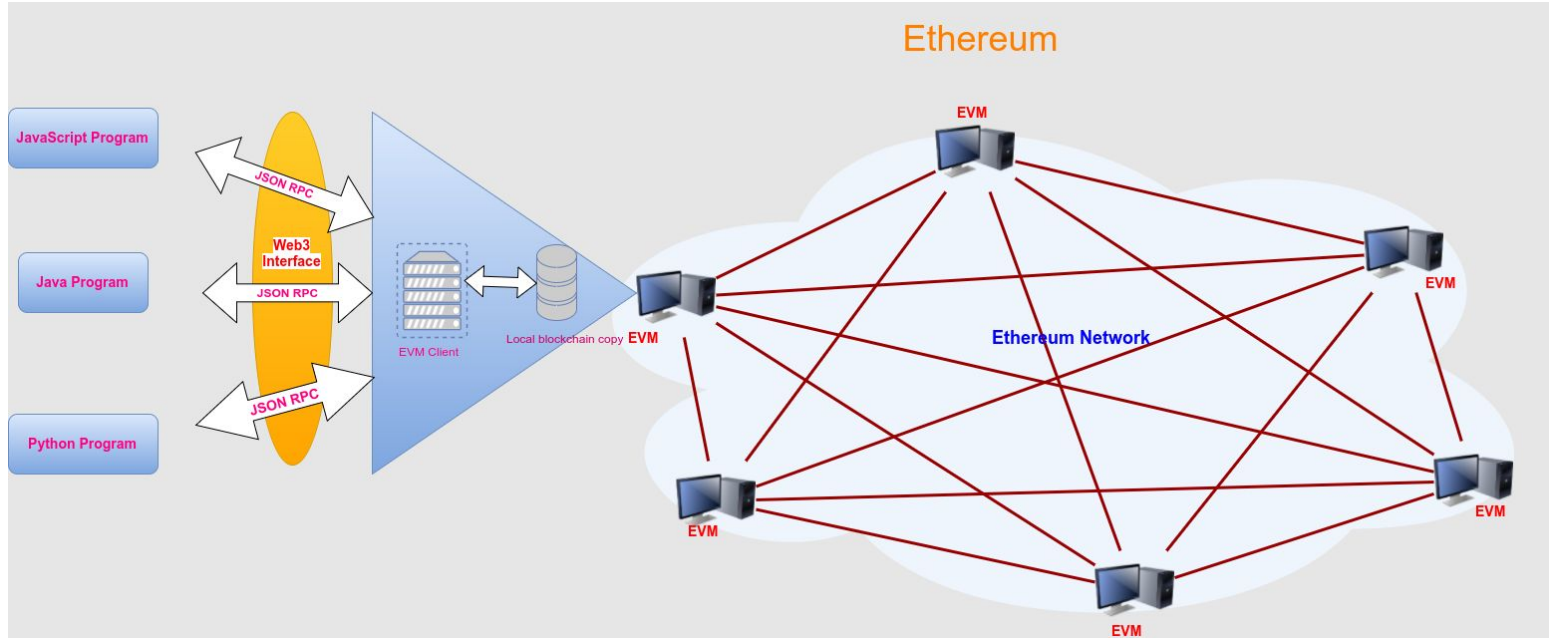 Ethereum
JavaScript Program
Java Program
Python Program
JSON RPC
Web3
Interface
JSON RPC
JSON RPC
EVM Client
Local blockchain copy
EVM
EVM
EVM
Ethereum Network
EVM
EVM
EVM